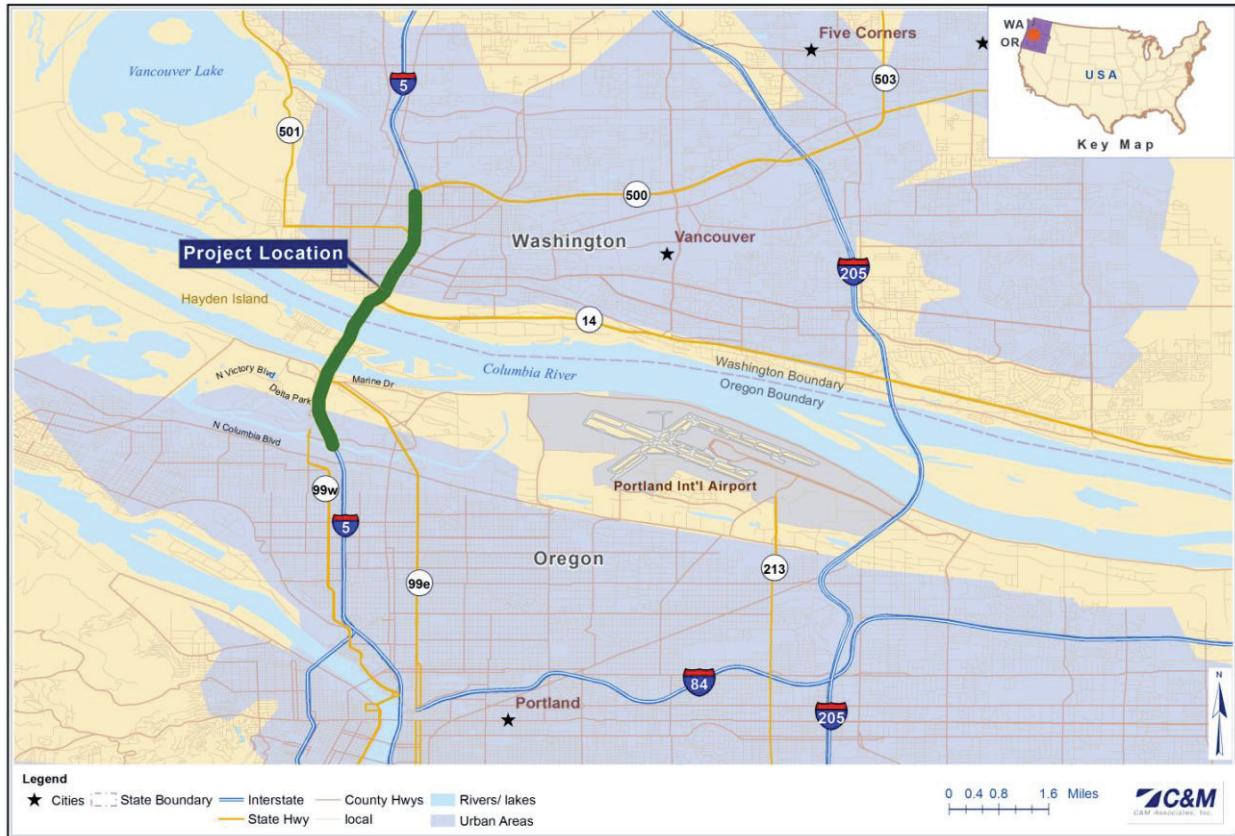 Vancouver Lake
5
Five Corners
503
501
WA
OR
USA
Key Map
500
Washington
Vancouver
Project Location
205
Hayden Island
14
Washington Boundary
Oregon Boundary
Columbia River
N Victory Blvd
Marine Dr
Delta Park
N Columbia Blvd
Portland Int'l Airport
99w
5
Oregon
213
99e
84
Portland
205
N
Legend
Cities State Boundary Interstate County Hwys Rivers/ lakes
State Hwy local Urban Areas
0 0.4 0.8 1.6 Miles
C&M
C&M Associates, Inc.